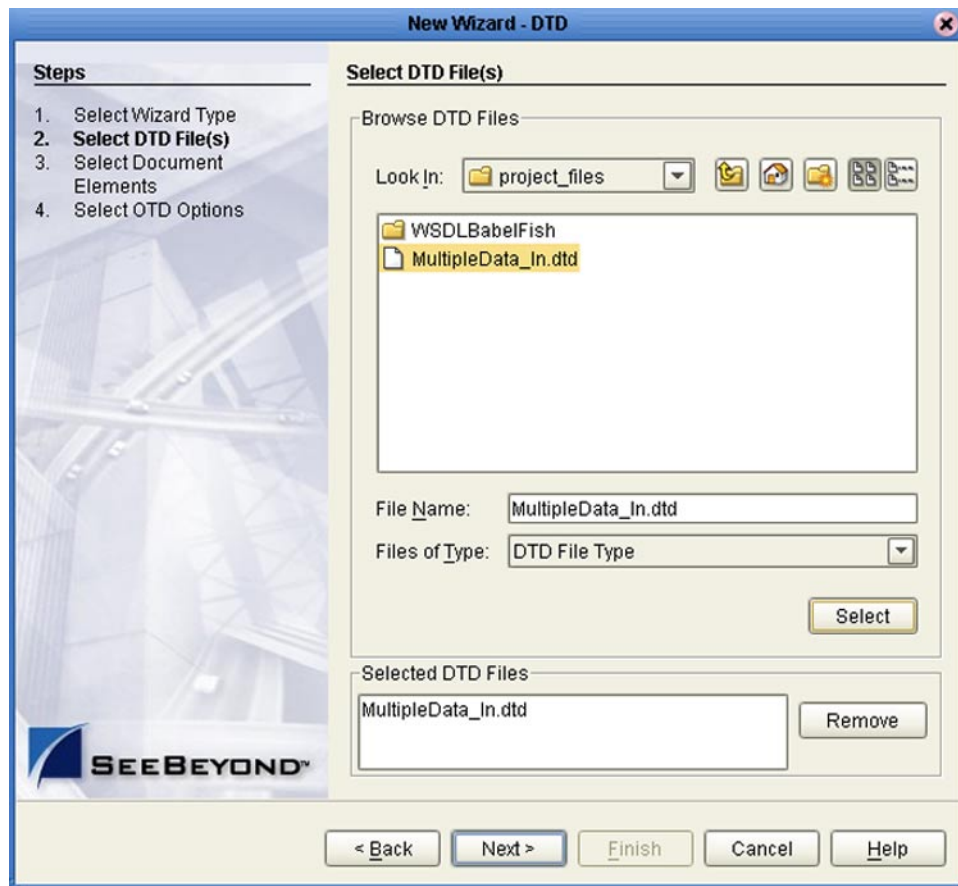 New Wizard - DTD
Steps
1. Select Wizard Type
2. Select DTD File(s)
3. Select Document
Elements
4. Select OTD Options
SEEBEYOND™
Select DTD File(s)
Browse DTD Files
Look In: project_files
WSDLBabelFish
MultipleData_In.dtd
File Name: MultipleData_In.dtd
Files of Type: DTD File Type
Select
Selected DTD Files
MultipleData_In.dtd
Remove
< Back Next > Finish Cancel Help